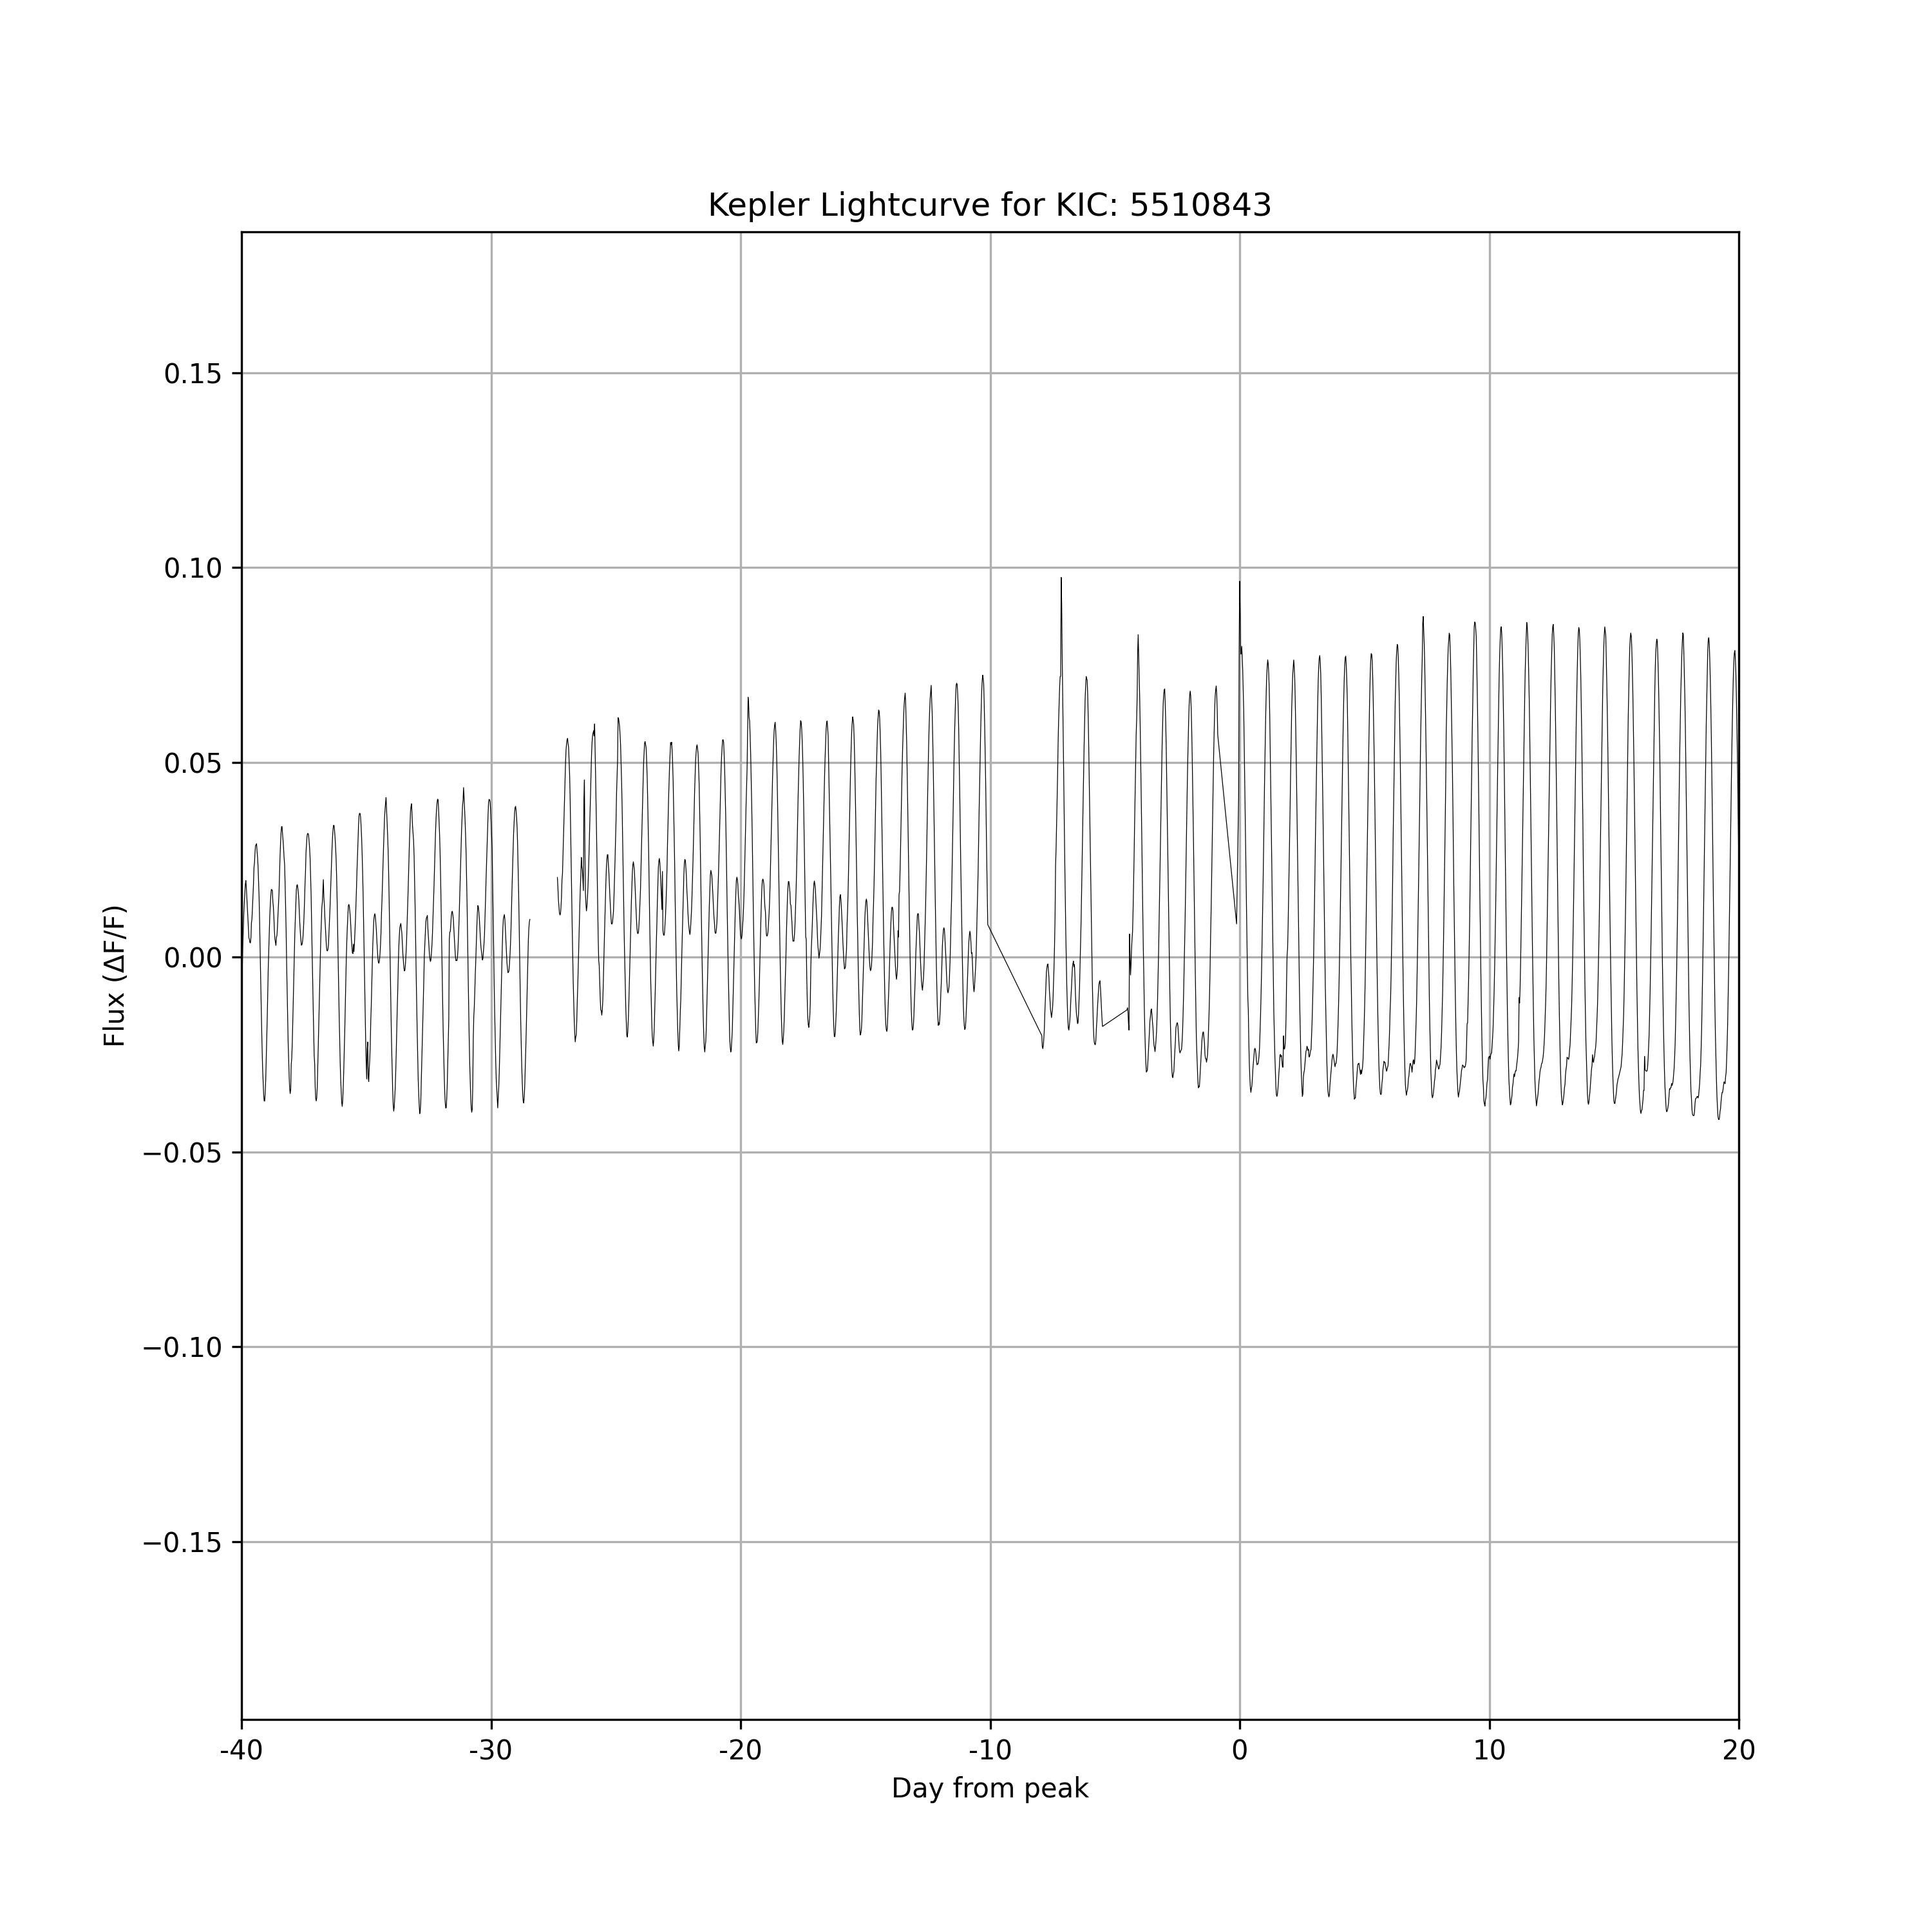 Kepler Lightcurve for KIC: 5510843
0.15
0.10
0.05
0.00
−0.05
−0.10
−0.15
Flux (ΔF/F)
-40 -30 -20 -10 0 10 20
Day from peak